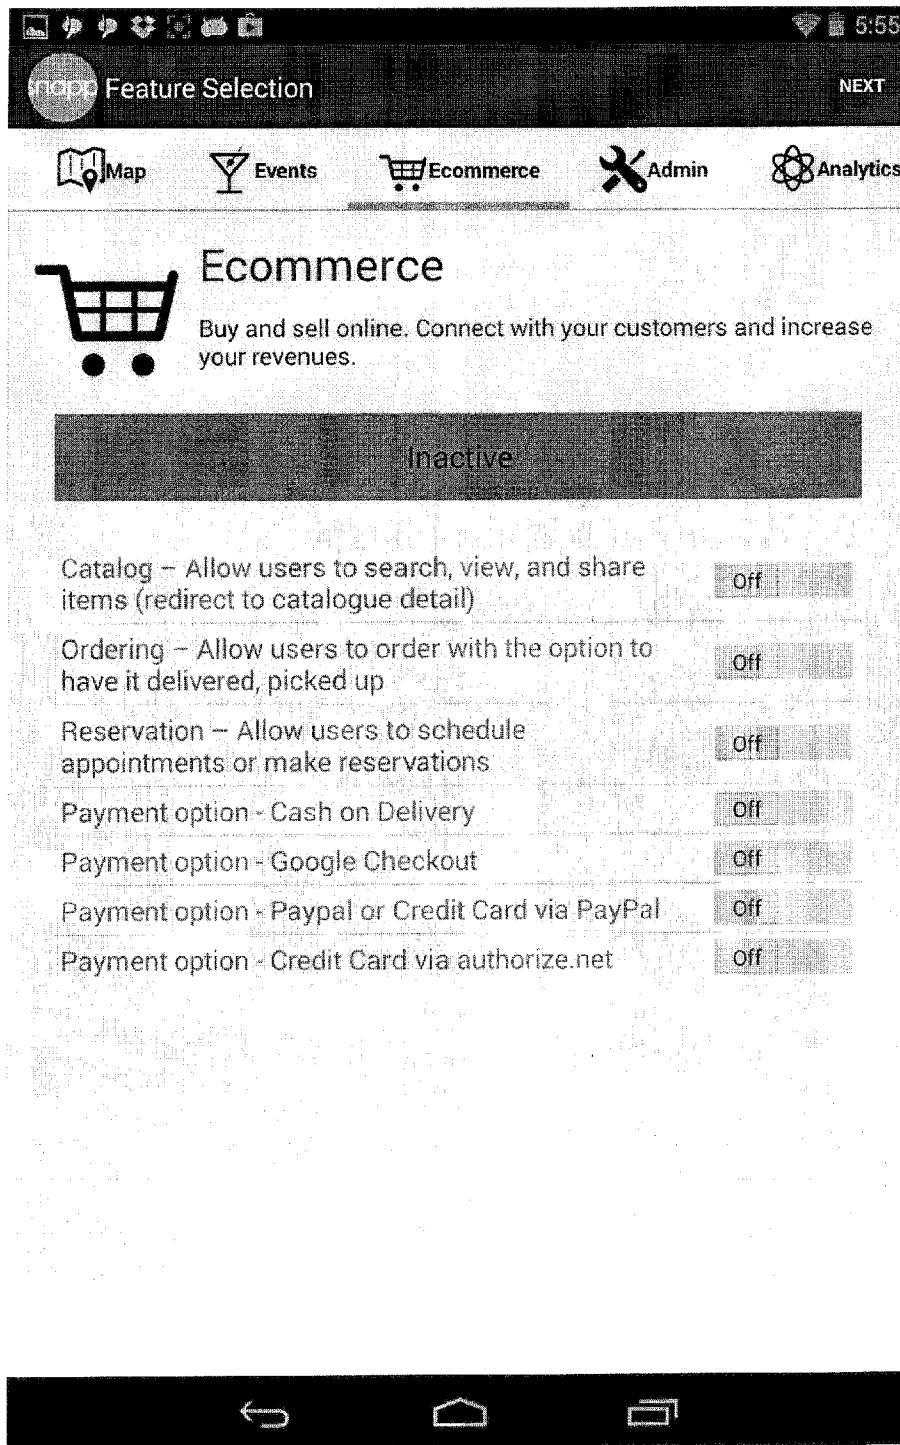 5:55
snapp
Feature Selection
NEXT
Map
Events
Ecommerce
Admin
Analytics
Ecommerce
Buy and sell online. Connect with your customers and increase
your revenues.
Inactive
Catalog – Allow users to search, view, and share
items (redirect to catalogue detail)
Off
Ordering – Allow users to order with the option to
have it delivered, picked up
Off
Reservation – Allow users to schedule
appointments or make reservations
Off
Payment option - Cash on Delivery
Off
Payment option - Google Checkout
Off
Payment option - Paypal or Credit Card via PayPal
Off
Payment option - Credit Card via authorize.net
Off